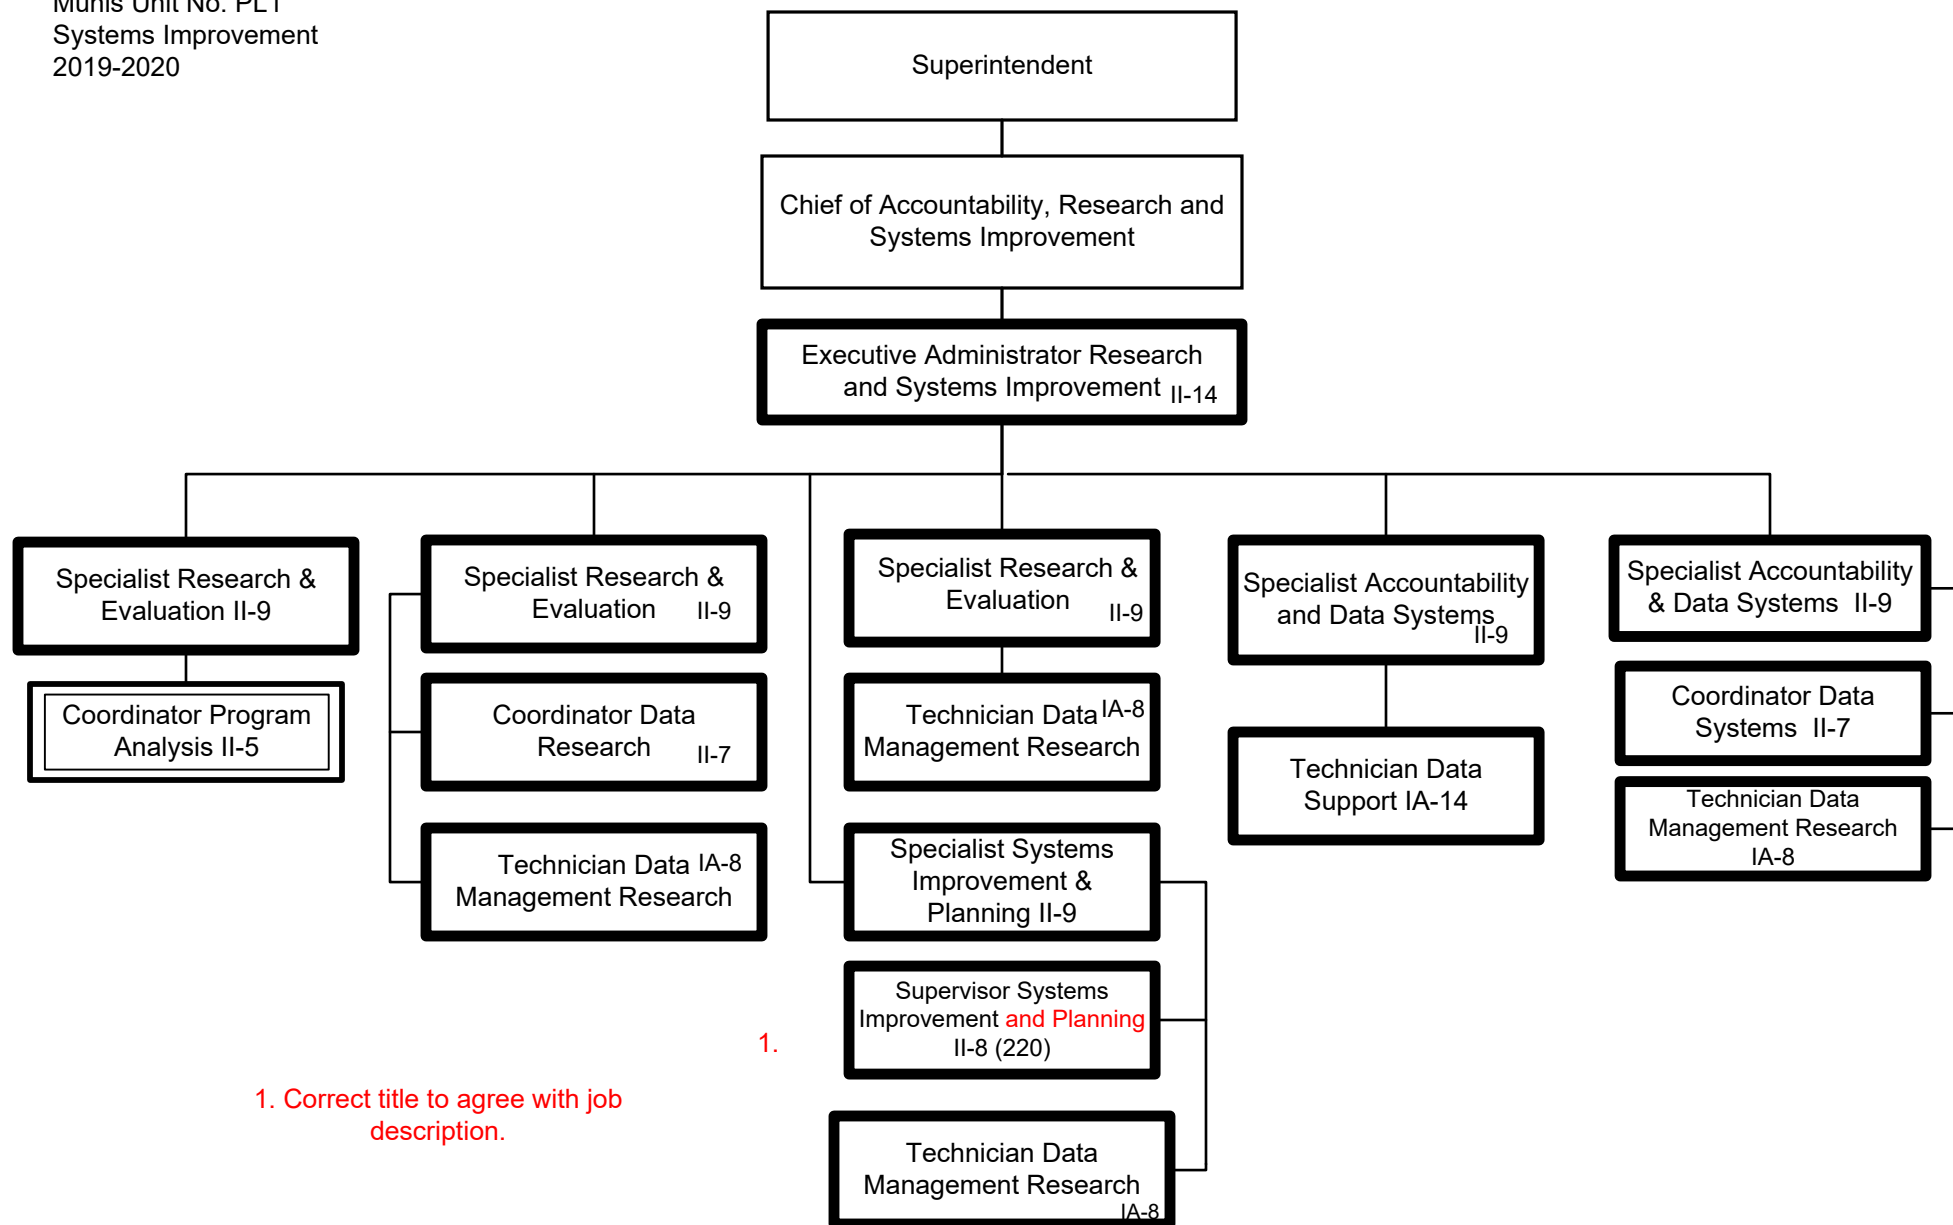 Munis Unit No. PL1
Systems Improvement
2019-2020
Superintendent
Chief of Accountability, Research and
Systems Improvement
Executive Administrator Research
and Systems Improvement II-14
Specialist Research &
Evaluation II-9
Coordinator Program
Analysis II-5
Specialist Research &
Evaluation II-9
Coordinator Data
Research II-7
Technician Data IA-8
Management Research
Specialist Research &
Evaluation II-9
Technician Data IA-8
Management Research
Specialist Systems
Improvement &
Planning II-9
Supervisor Systems
Improvement and Planning
II-8 (220)
Technician Data
Management Research
IA-8
Specialist Accountability
and Data Systems
II-9
Technician Data
Support IA-14
Specialist Accountability
& Data Systems II-9
Coordinator Data
Systems II-7
Technician Data
Management Research
IA-8
1.
1. Correct title to agree with job
description.